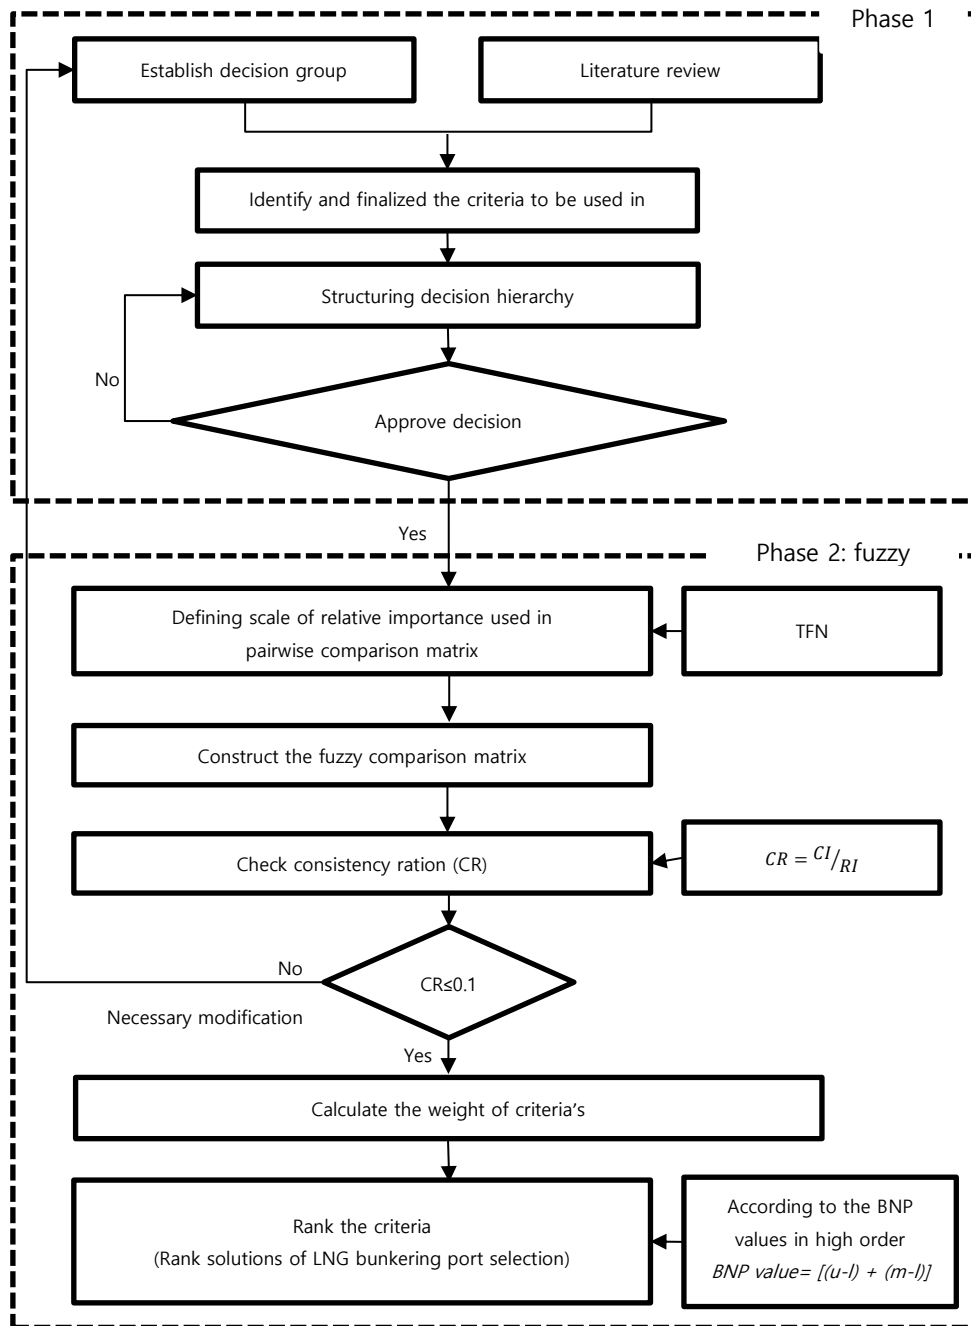 Phase 1
Establish decision group
Literature review
Identify and finalized the criteria to be used in
Structuring decision hierarchy
No
Approve decision
Yes
Phase 2: fuzzy
Defining scale of relative importance used in
pairwise comparison matrix
TFN
Construct the fuzzy comparison matrix
Check consistency ration (CR)
CR = CI/RI
No
CR≤0.1
Necessary modification
Yes
Calculate the weight of criteria's
Rank the criteria
(Rank solutions of LNG bunkering port selection)
According to the BNP
values in high order
BNP value= [(u-l) + (m-l)]